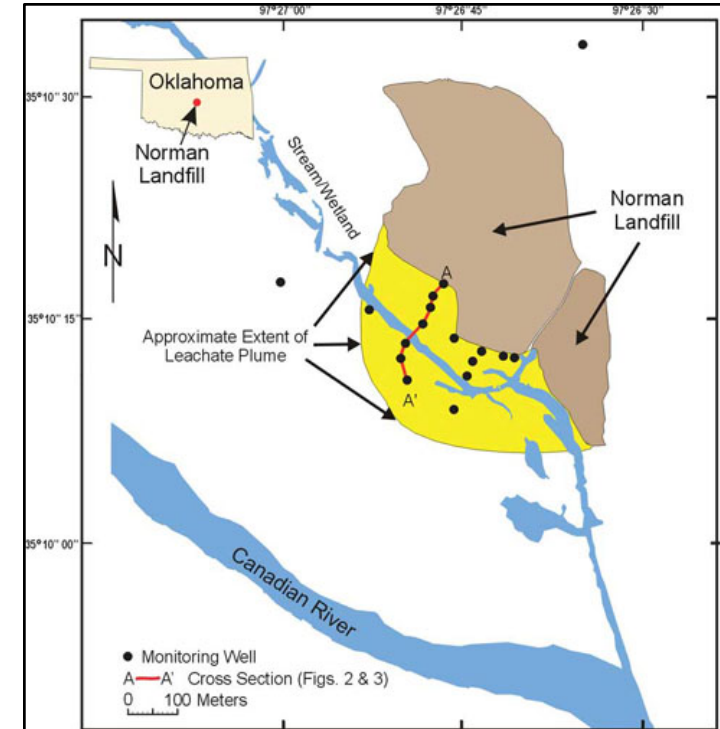 97°27'00" 97°26'45" 97°26'30"
35°10'30"
Oklahoma
Norman
Landfill
Stream/Wetland
Norman
Landfill
N
A
35°10'15"
Approximate Extent of
Leachate Plume
A'
35°10'00"
Canadian River
Monitoring Well
A A' Cross Section (Figs. 2 & 3)
0 100 Meters